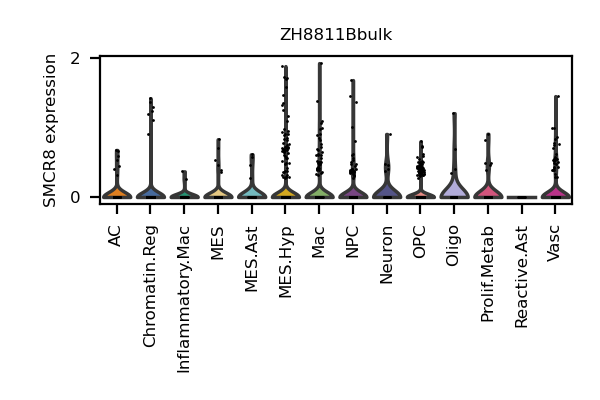 ZH8811Bbulk
SMCR8 expression
2
0
AC
Chromatin.Reg
Inflammatory.Mac
MES
MES.Ast
MES.Hyp
Mac
NPC
Neuron
OPC
Oligo
Prolif.Metab
Reactive.Ast
Vasc